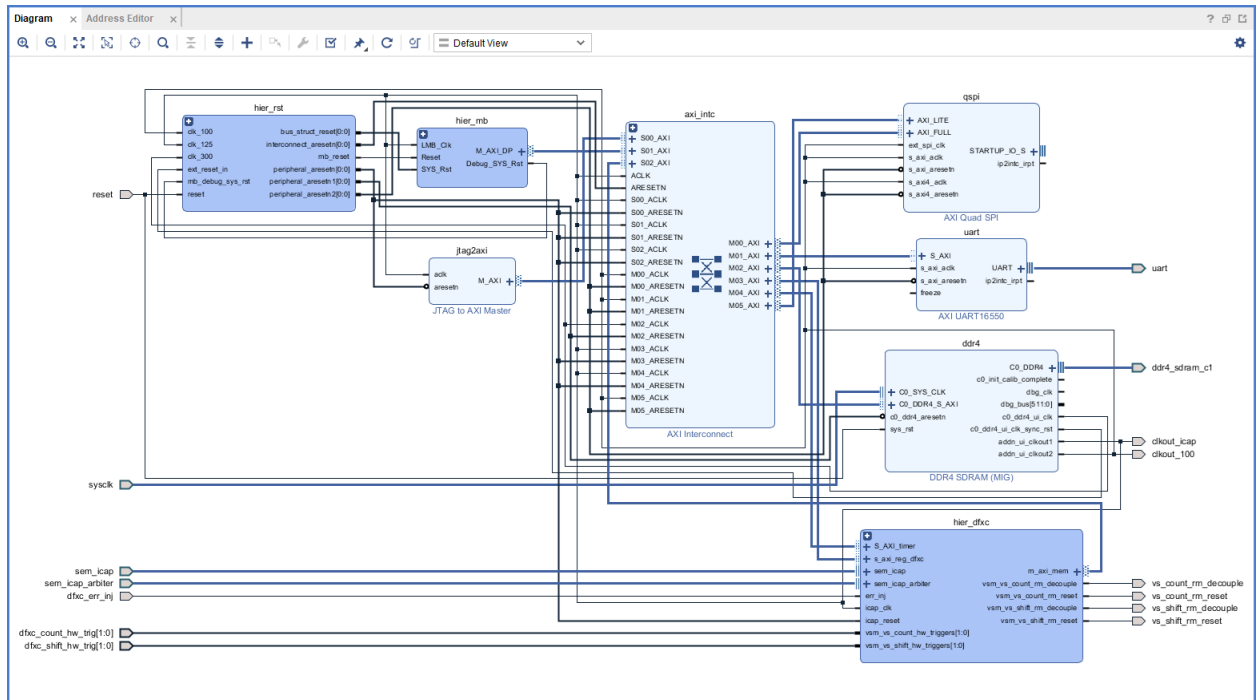 Diagram
Address Editor
Default View
hier_rst
clk_100
clk_125
clk_300
ext_reset_in
mb_debug_sys_rst
reset
bus_struct_reset[0:0]
interconnect_aresetn[0:0]
mb_reset
peripheral_aresetn[0:0]
peripheral_aresetn1[0:0]
peripheral_aresetn2[0:0]
reset
hier_mb
LMB_Clk
Reset
SYS_Rst
M_AXI_DP
Debug_SYS_Rst
jtag2axi
aclk
aresetn
M_AXI
JTAG to AXI Master
axi_intc
S00_AXI
S01_AXI
S02_AXI
ACLK
ARESETN
S00_ACLK
S00_ARESETN
S01_ACLK
S01_ARESETN
S02_ACLK
S02_ARESETN
M00_ACLK
M00_ARESETN
M01_ACLK
M01_ARESETN
M02_ACLK
M02_ARESETN
M03_ACLK
M03_ARESETN
M04_ACLK
M04_ARESETN
M05_ACLK
M05_ARESETN
M00_AXI
M01_AXI
M02_AXI
M03_AXI
M04_AXI
M05_AXI
AXI Interconnect
qspi
AXI_LITE
AXI_FULL
ext_spi_clk
s_axi_aclk
s_axi_aresetn
s_axi4_aclk
s_axi4_aresetn
STARTUP_IO_S
ip2intc_irpt
AXI Quad SPI
uart
S_AXI
s_axi_aclk
s_axi_aresetn
freeze
UART
ip2intc_irpt
AXI UART16550
uart
ddr4
C0_SYS_CLK
C0_DDR4_S_AXI
c0_ddr4_aresetn
sys_rst
C0_DDR4
c0_init_calib_complete
dbg_clk
dbg_bus[511:0]
c0_ddr4_ui_clk
c0_ddr4_ui_clk_sync_rst
addn_ui_clkout1
addn_ui_clkout2
DDR4 SDRAM (MIG)
ddr4_sdram_c1
clkout_icap
clkout_100
sysclk
sem_icap
sem_icap_arbiter
dfxc_err_inj
dfxc_count_hw_trig[1:0]
dfxc_shift_hw_trig[1:0]
hier_dfxc
S_AXI_timer
s_axi_reg_dfxc
sem_icap
sem_icap_arbiter
err_inj
icap_clk
icap_reset
vsm_vs_count_hw_triggers[1:0]
vsm_vs_shift_hw_triggers[1:0]
m_axi_mem
vsm_vs_count_rm_decouple
vsm_vs_count_rm_reset
vsm_vs_shift_rm_decouple
vsm_vs_shift_rm_reset
vs_count_rm_decouple
vs_count_rm_reset
vs_shift_rm_decouple
vs_shift_rm_reset